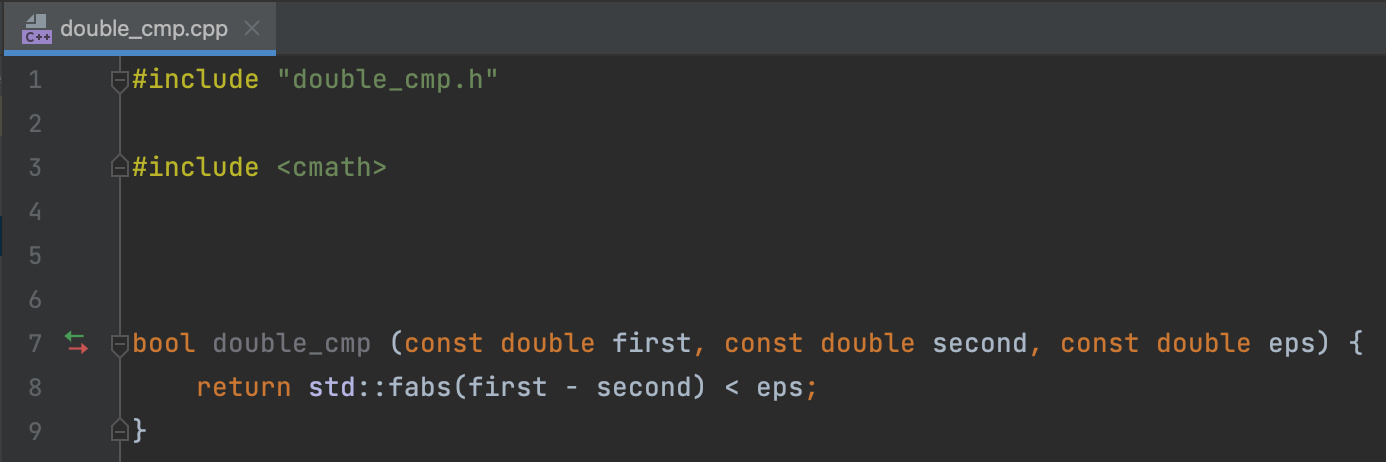 C++ double_cmp.cpp
1 #include "double_cmp.h"
2
3 #include <cmath>
4
5
6
7 bool double_cmp (const double first, const double second, const double eps) {
8     return std::fabs(first - second) < eps;
9 }